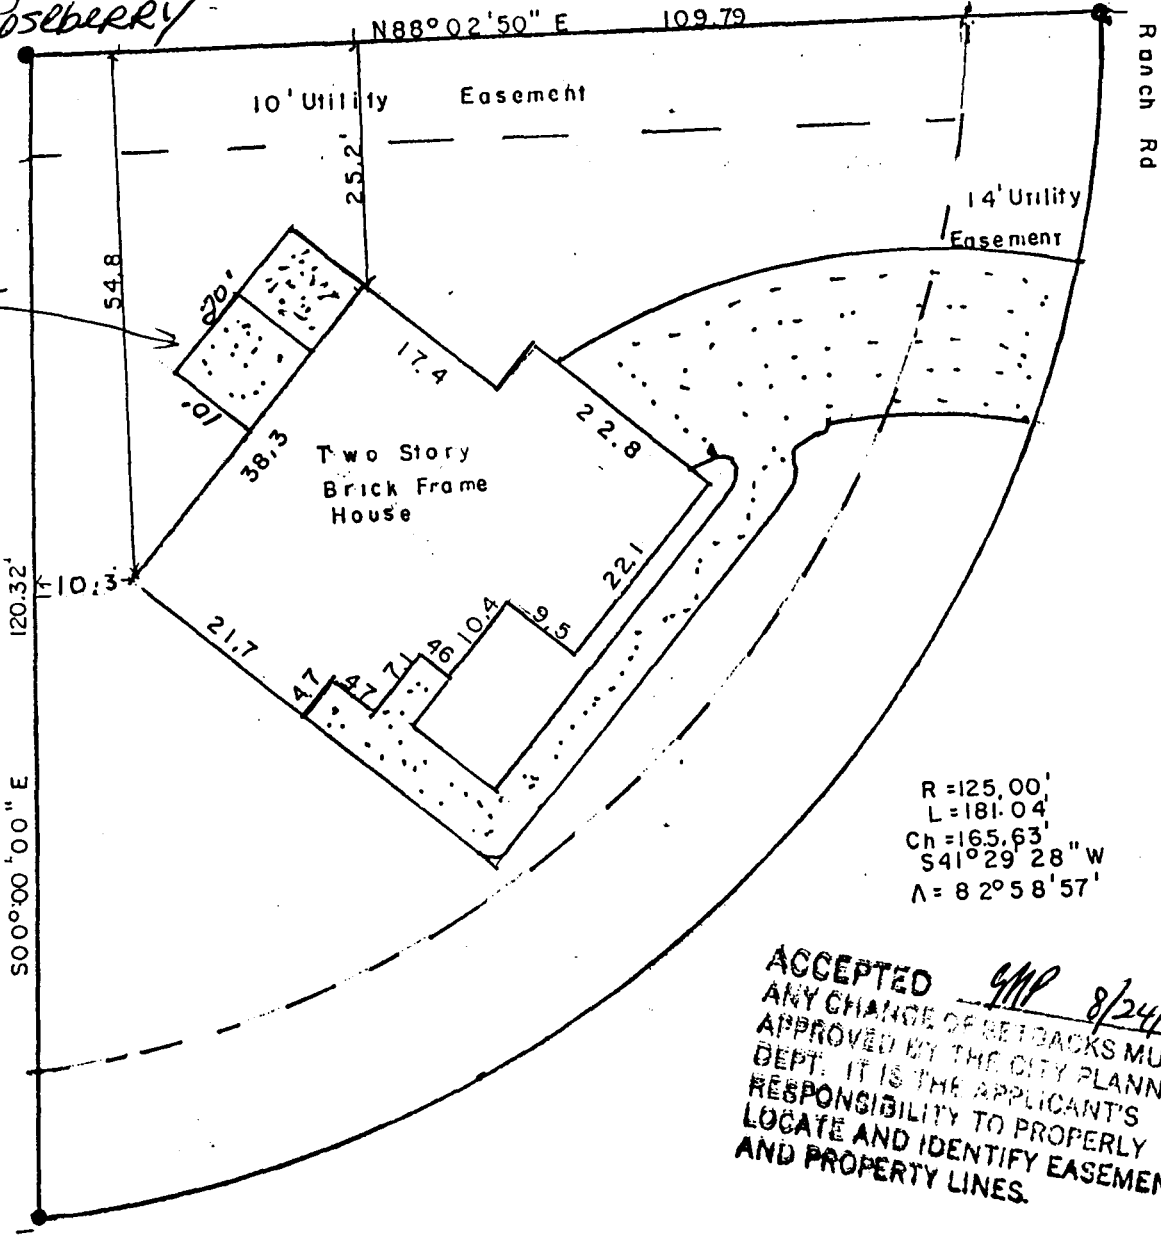 N88°02'50" E 109.79
Ranch Rd
10' Utility Easement
25.2'
14' Utility
Easement
54.8
20'
10'
17.4
22.8
38.3
Two Story
Brick Frame
House
120.32'
10.3
22.1
21.7
9.5
10.4
46
71
47
47
S00°00'00" E
R=125.00'
L=181.04'
Ch=165.63'
S41°29'28"W
Δ=82°58'57'
ACCEPTED 8/24/
ANY CHANGE OF SETBACKS MU
APPROVED BY THE CITY PLANN
DEPT. IT IS THE APPLICANT'S
RESPONSIBILITY TO PROPERLY
LOCATE AND IDENTIFY EASEMEN
AND PROPERTY LINES.